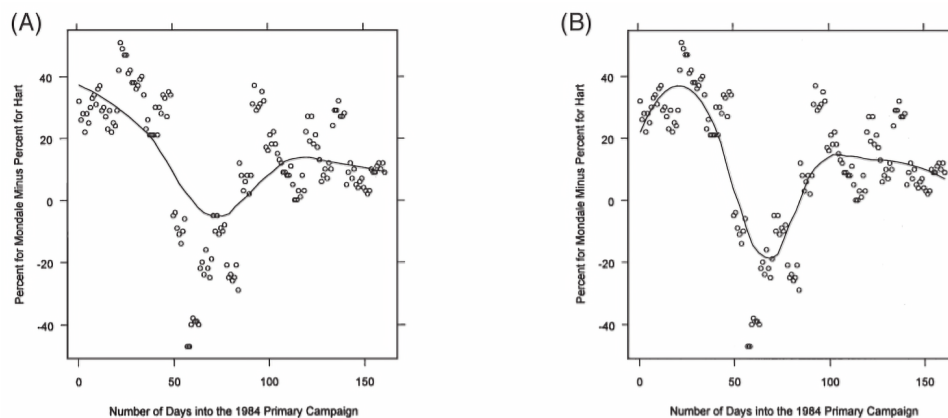 (A)
Percent for Mondale Minus Percent for Hart
40
20
0
-20
-40
0 50 100 150
Number of Days into the 1984 Primary Campaign
(B)
Percent for Mondale Minus Percent for Hart
40
20
0
-20
-40
0 50 100 150
Number of Days into the 1984 Primary Campaign